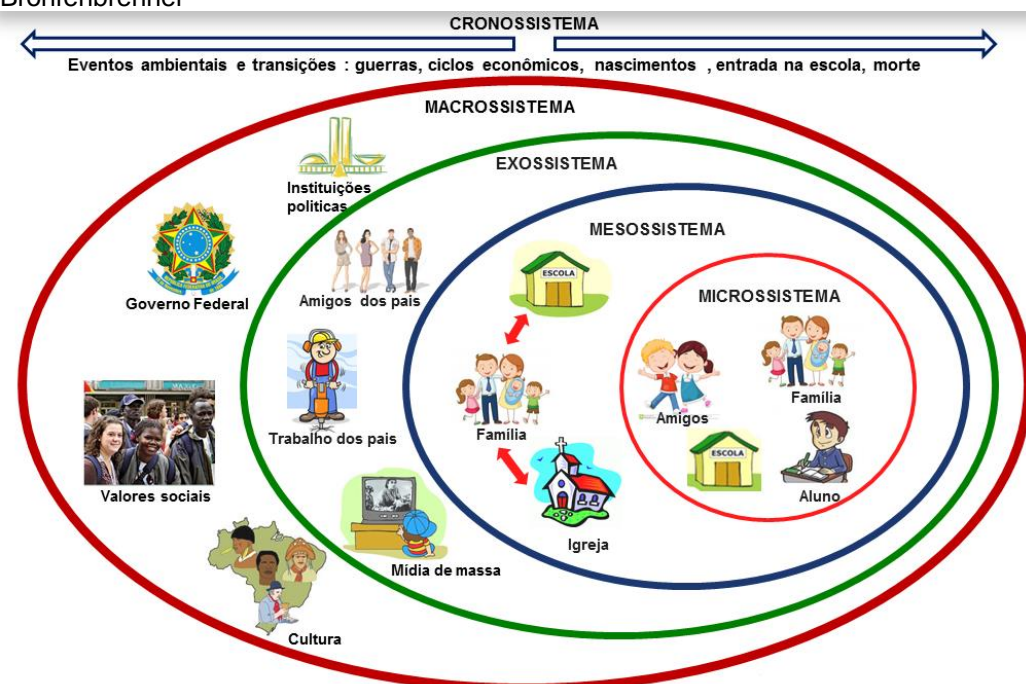 Bronfenbrenner
CRONOSSISTEMA
Eventos ambientais e transições : guerras, ciclos econômicos, nascimentos , entrada na escola, morte
MACROSSISTEMA
EXOSSISTEMA
Instituições
politicas
MESOSSISTEMA
ESCOLA
Governo Federal
Amigos dos pais
MICROSSISTEMA
Família
Amigos
Família
Trabalho dos pais
ESCOLA
Aluno
Valores sociais
Igreja
Mídia de massa
Cultura